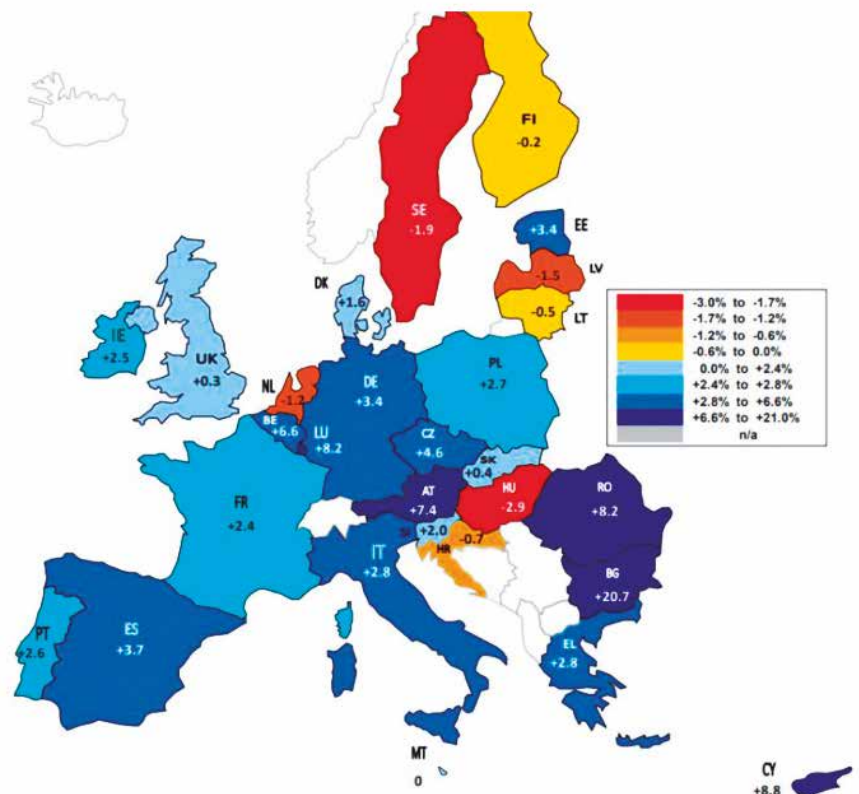 FI
-0.2
SE
-1.9
EE
+3.4
LV
-1.5
-0.5
LT
DK
+1.6
IE
+2.5
UK
+0.3
NL
-1.2
DE
+3.4
PL
+2.7
BE
+6.6
LU
+8.2
CZ
+4.6
SK
+0.4
FR
+2.4
AT
+7.4
HU
-2.9
RO
+8.2
SI
+2.0
-0.7
HR
IT
+2.8
BG
+20.7
PT
+2.6
ES
+3.7
EL
+2.8
MT
0
CY
+8.8
-3.0% to -1.7%
-1.7% to -1.2%
-1.2% to -0.6%
-0.6% to 0.0%
0.0% to +2.4%
+2.4% to +2.8%
+2.8% to +6.6%
+6.6% to +21.0%
n/a